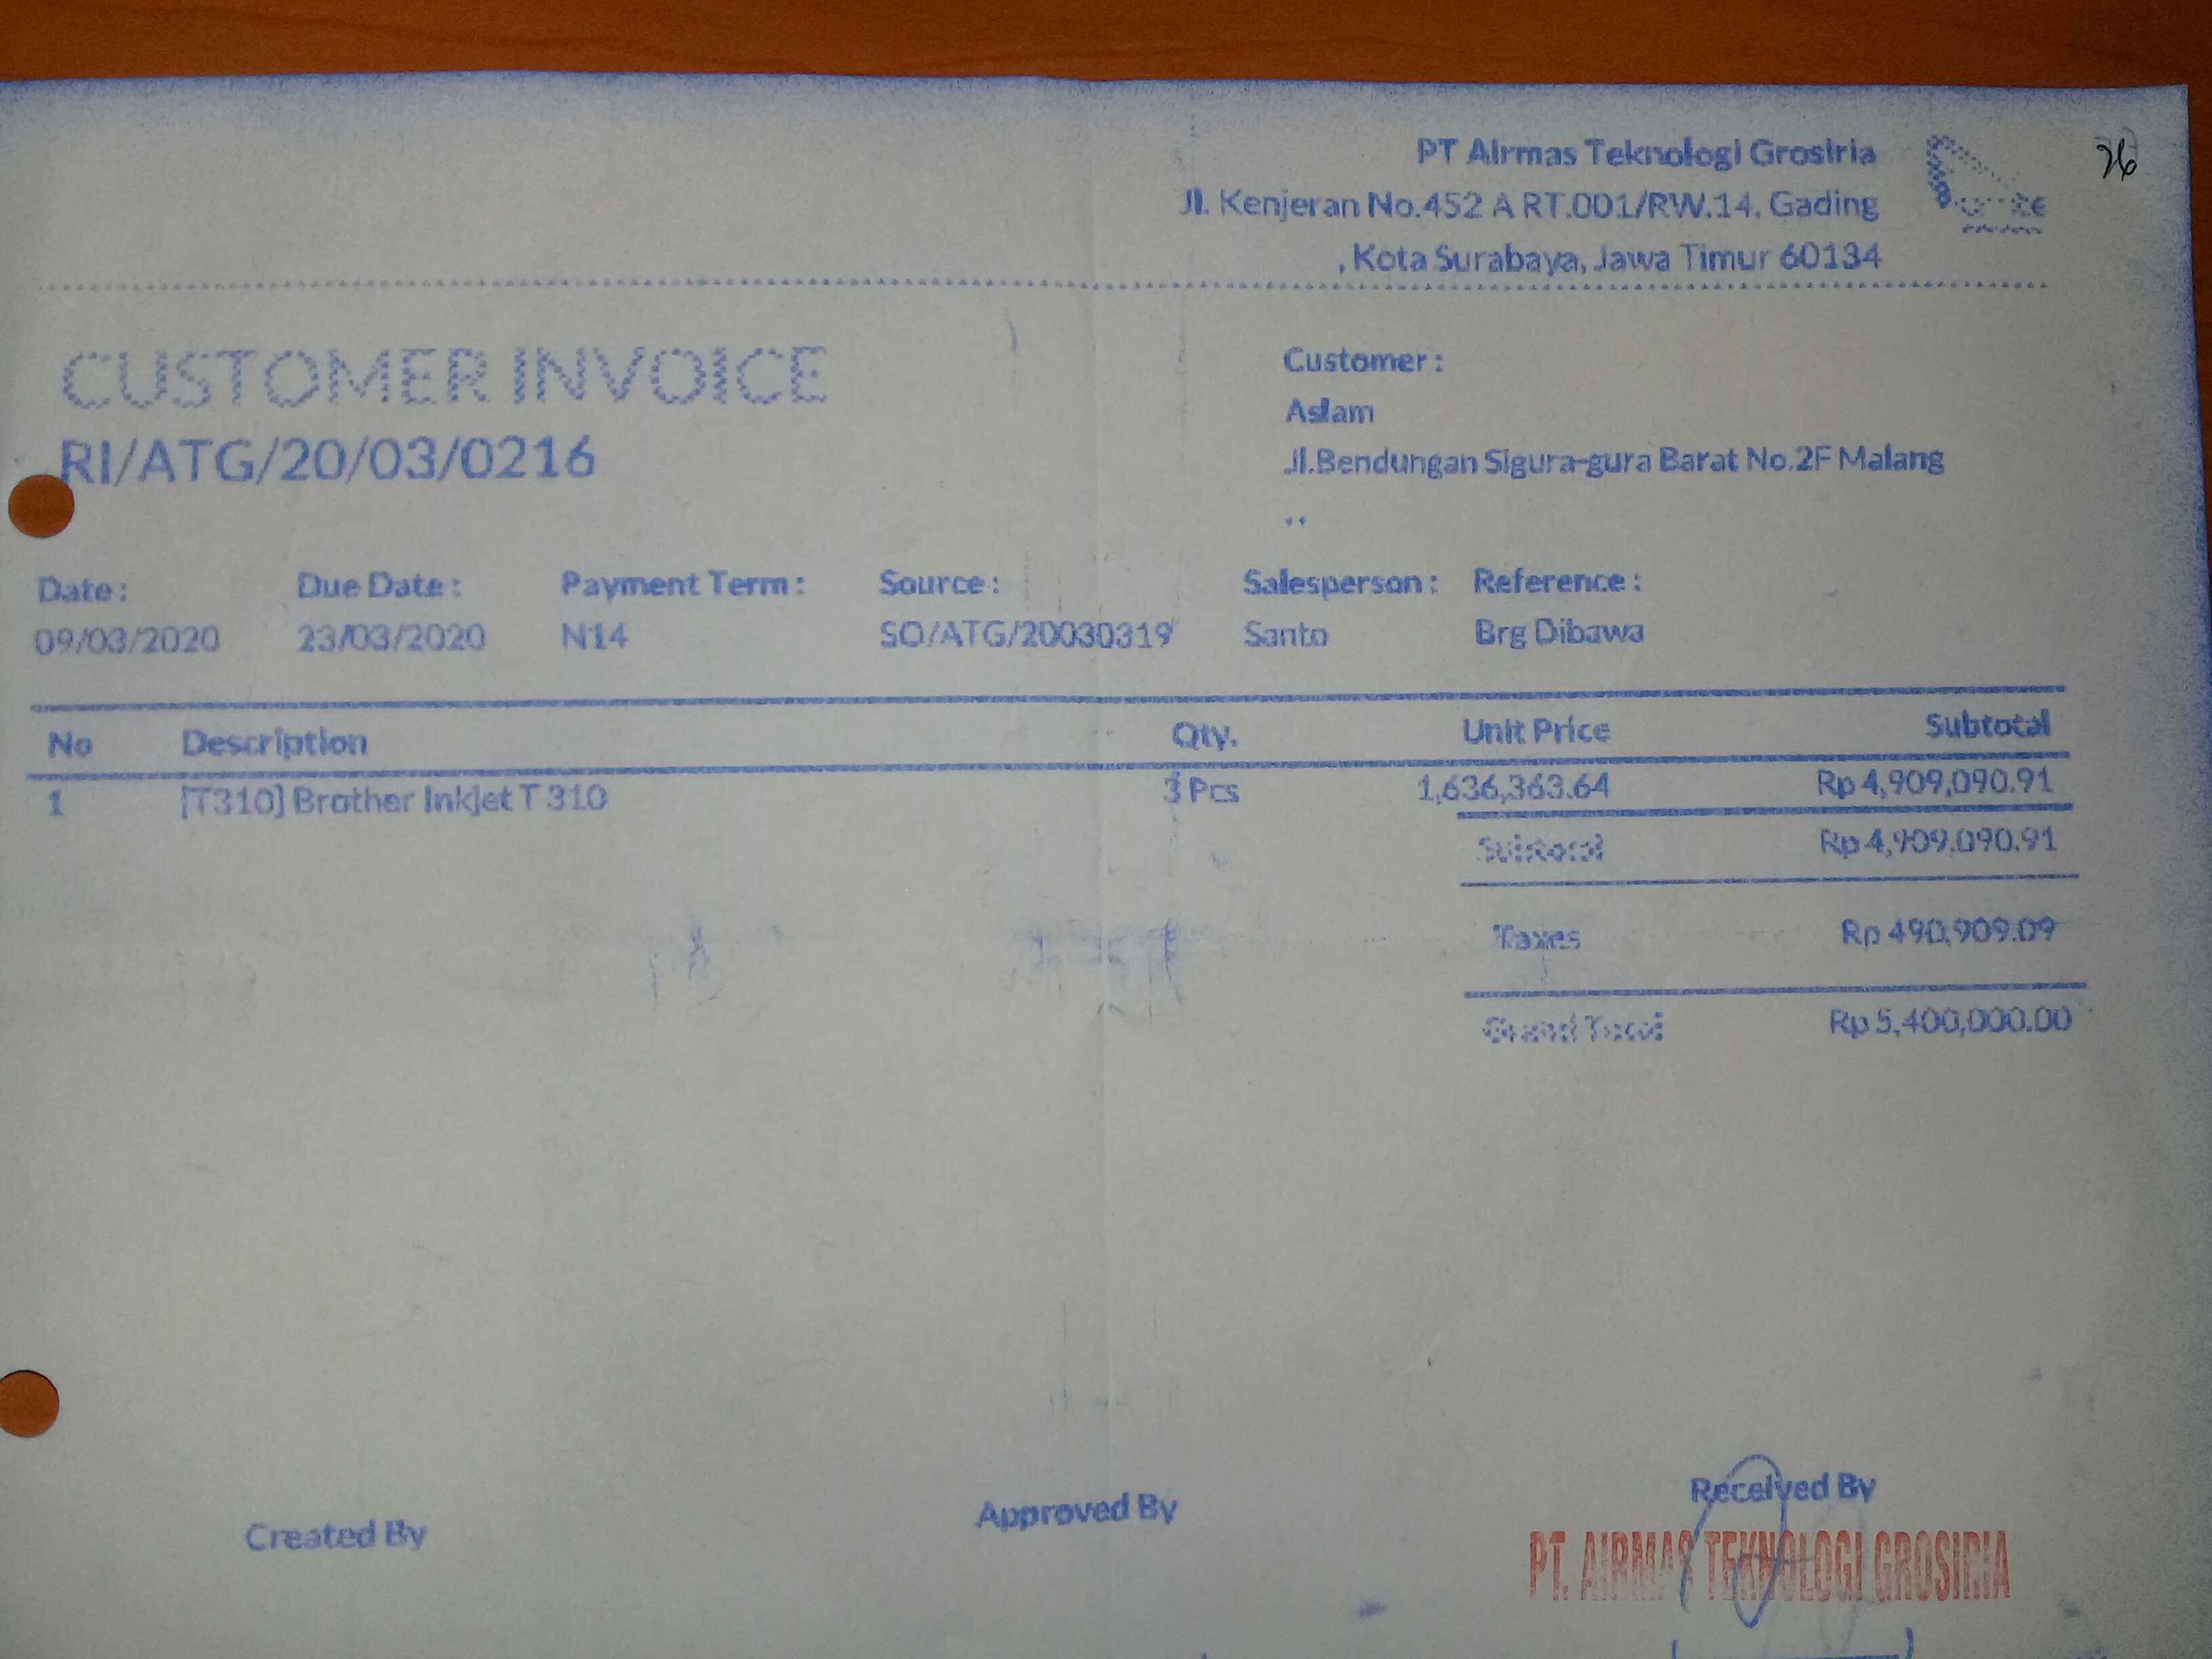 PT Airmas Teknologi Grosiria
Jl. Kenjeran No.452 A RT.001/RW.14, Gading
, Kota Surabaya, Jawa Timur 60134
26
CUSTOMER INVOICE
RI/ATG/20/03/0216
Customer :
Aslam
Jl.Bendungan Sigura-gura Barat No.2F Malang
, ,
Date : Due Date : Payment Term : Source : Salesperson : Reference :
09/03/2020 23/03/2020 N14 SO/ATG/20030319 Santo Brg Dibawa
No Description Qty. Unit Price Subtotal
1 [T310] Brother Inkjet T 310 3 Pcs 1,636,363.64 Rp 4,909,090.91
Subtotal Rp 4,909,090.91
Taxes Rp 490,909.09
Grand Total Rp 5,400,000.00
Created By Approved By Received By
PT. AIRMAS TEKNOLOGI GROSIRIA